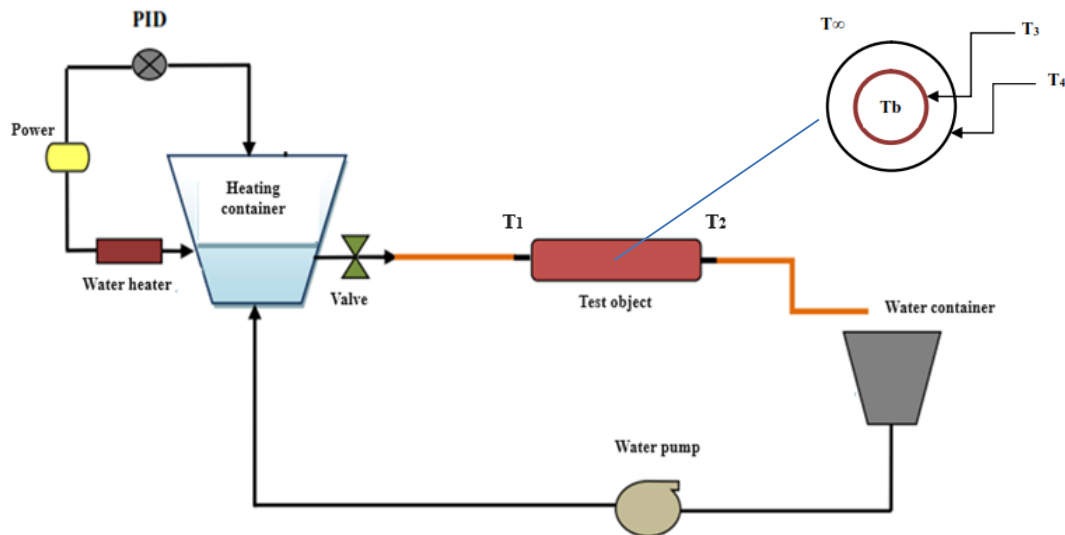 PID
T∞
T3
T4
Tb
Power
Heating
container
T1
T2
Water heater
Valve
Test object
Water container
Water pump